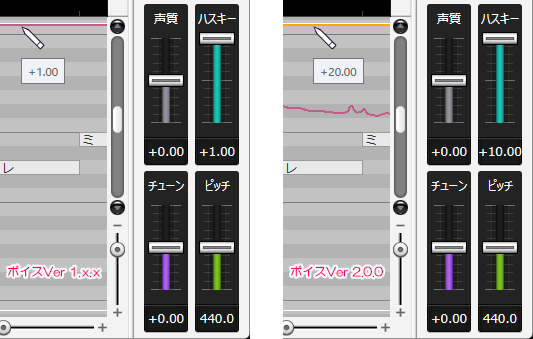 声質 ハスキー
+1.00
ミ
+0.00 +1.00
レ
チューン ピッチ
ボイスVer 1,x,x
+0.00 440.0
声質 ハスキー
+20.00
ミ
+0.00 +10.00
レ
チューン ピッチ
ボイスVer 2,0,0
+0.00 440.0